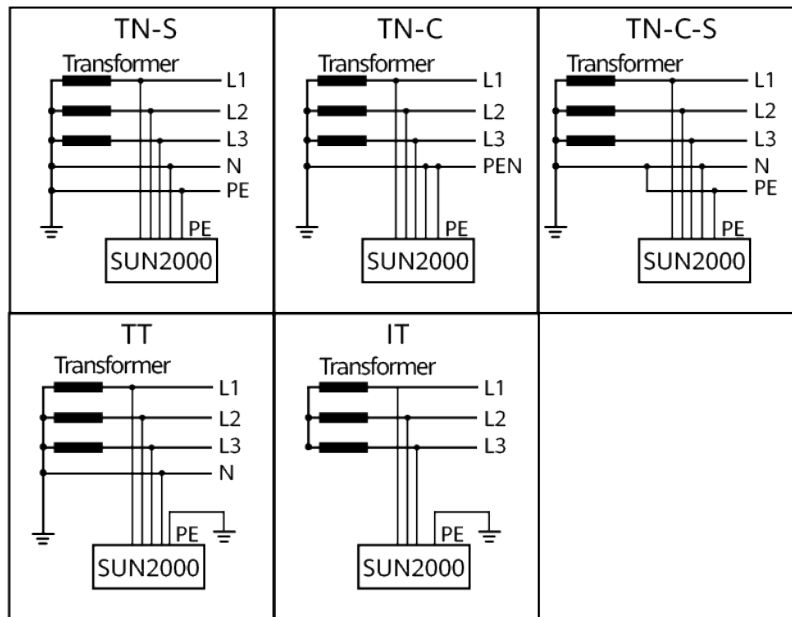 TN-S
Transformer
L1
L2
L3
N
PE
PE
SUN2000
TN-C
Transformer
L1
L2
L3
PEN
PE
SUN2000
TN-C-S
Transformer
L1
L2
L3
N
PE
PE
SUN2000
TT
Transformer
L1
L2
L3
N
PE
SUN2000
IT
Transformer
L1
L2
L3
PE
SUN2000